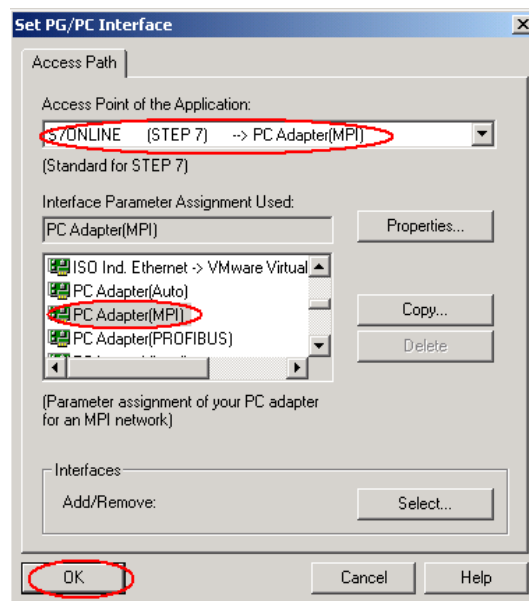 Set PG/PC Interface
Access Path
Access Point of the Application:
S7ONLINE (STEP 7) --> PC Adapter(MPI)
(Standard for STEP 7)
Interface Parameter Assignment Used:
PC Adapter(MPI)
Properties...
ISO Ind. Ethernet -> VMware Virtual
PC Adapter(Auto)
PC Adapter(MPI)
PC Adapter(PROFIBUS)
Copy...
Delete
(Parameter assignment of your PC adapter
for an MPI network)
Interfaces
Add/Remove:
Select...
OK
Cancel
Help